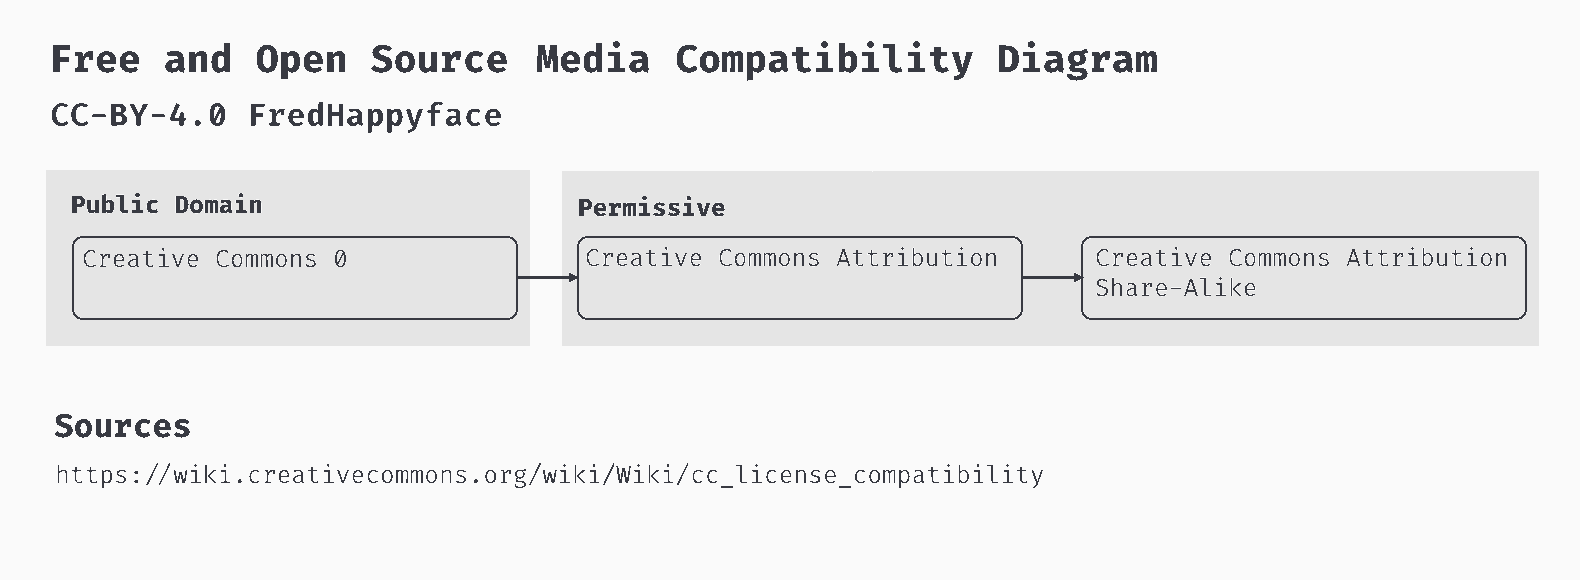 Free and Open Source Media Compatibility Diagram
CC-BY-4.0 FredHappyface
Public Domain
Creative Commons 0
Permissive
Creative Commons Attribution
Creative Commons Attribution
Share-Alike
Sources
https://wiki.creativecommons.org/wiki/Wiki/cc_license_compatibility